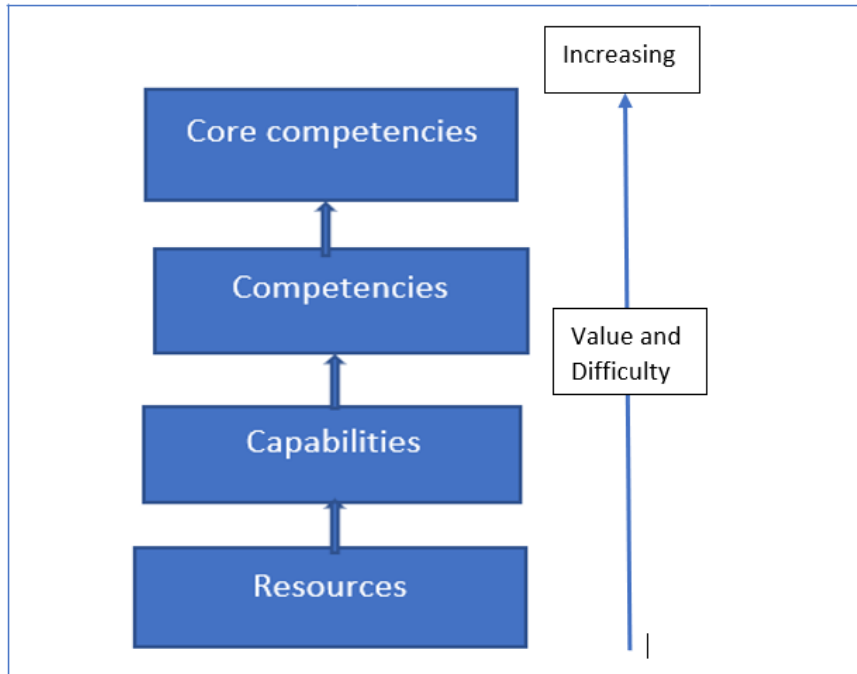 Increasing
Core competencies
Competencies
Value and
Difficulty
Capabilities
Resources